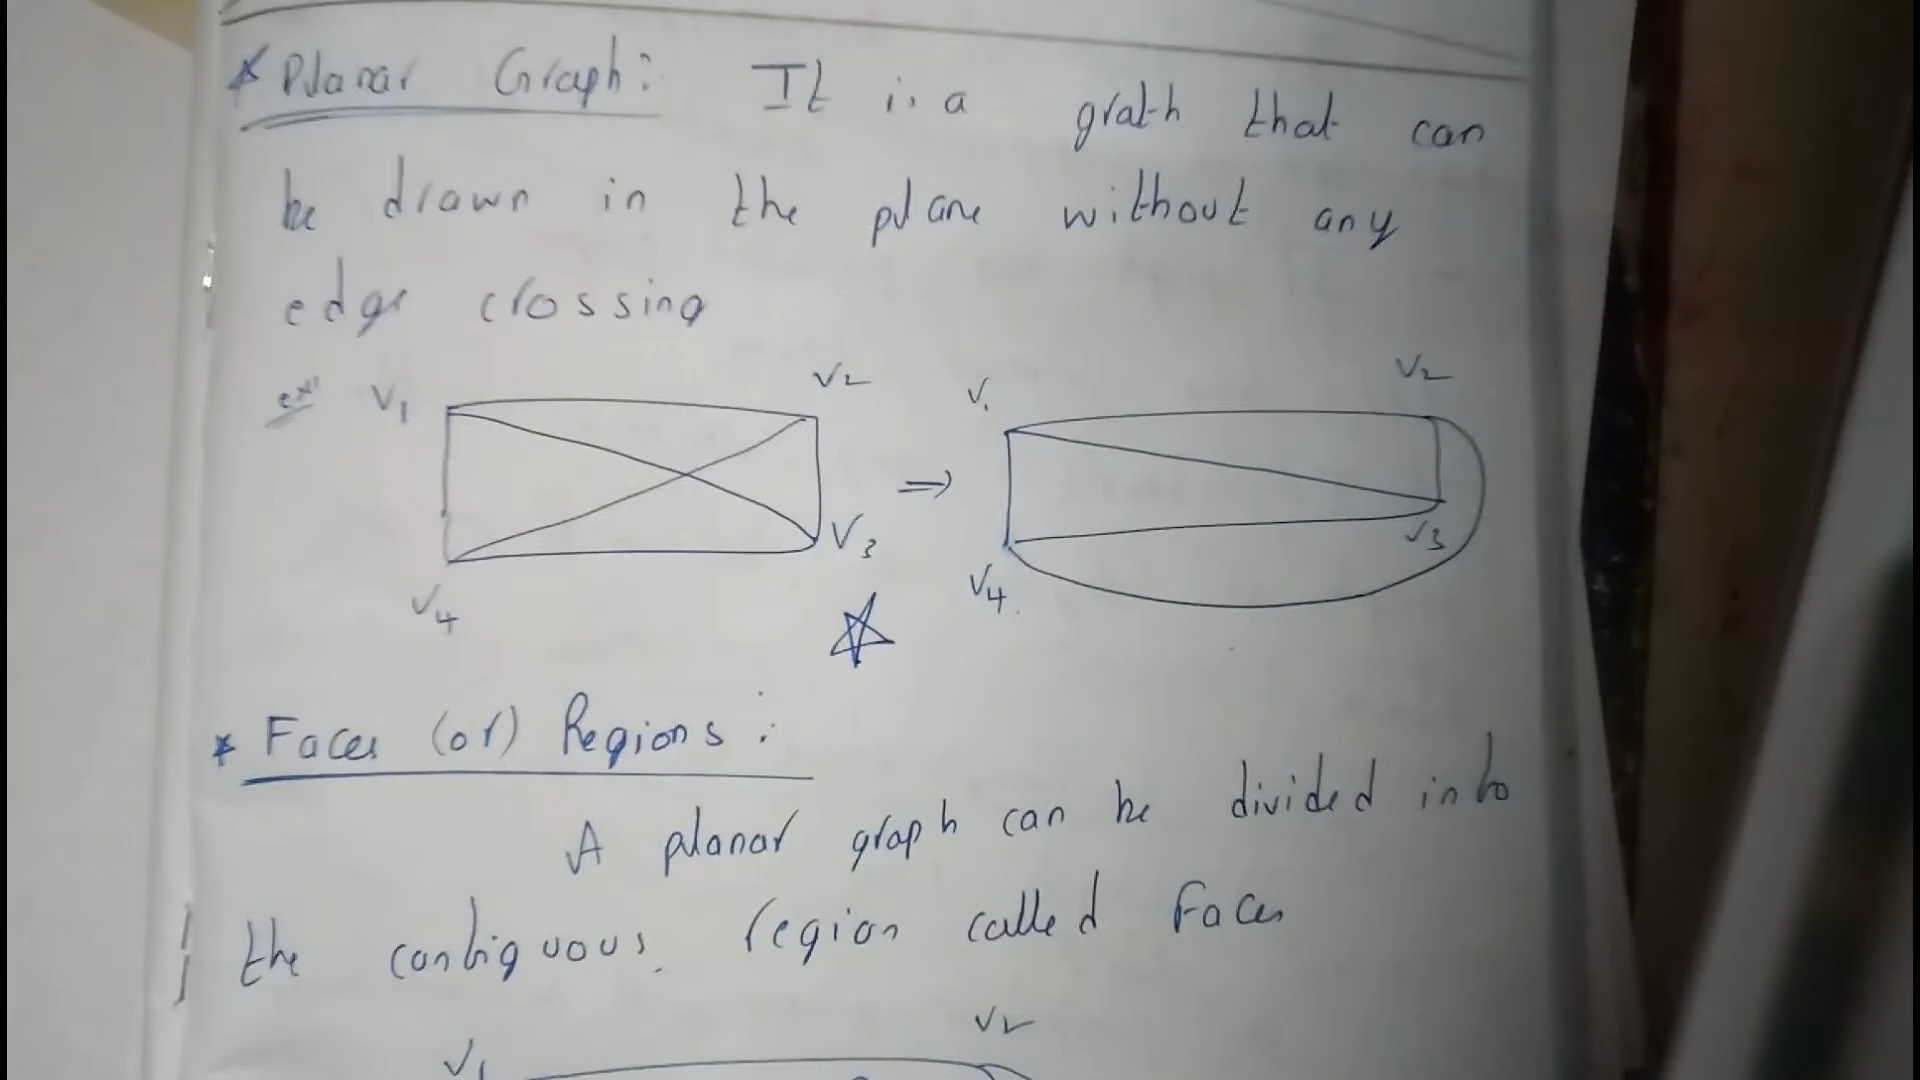 * Planar Graph: It is a grath that can
be drawn in the plane without any
edge crossing
ex: V1 V2 ⇒ V1 V2
V3 V3
V4 V4
* Faces (or) Regions:
A planar graph can be divided into
the contiguous region called Faces
V1 V2